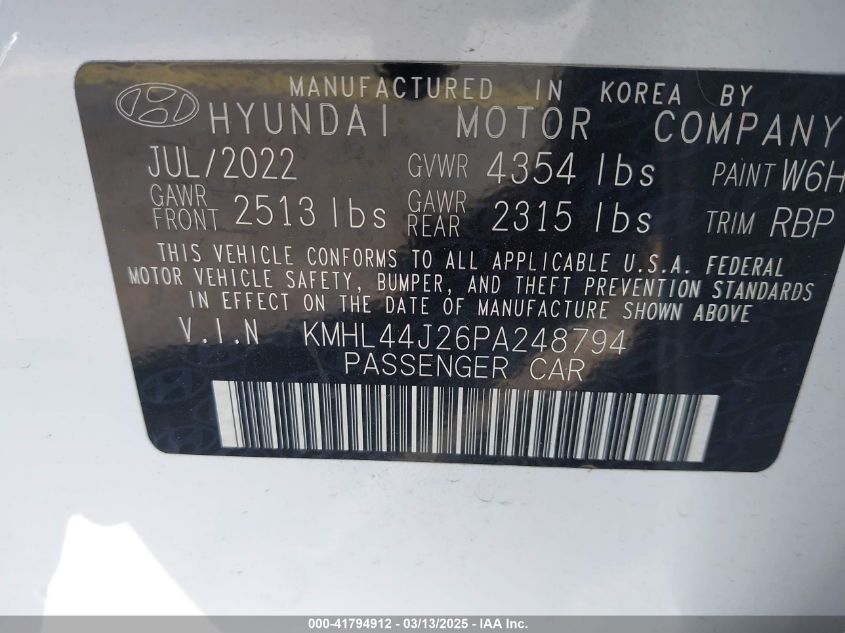 MANUFACTURED IN KOREA BY
HYUNDAI MOTOR COMPANY
JUL/2022 GVWR 4354 lbs PAINT W6H
GAWR FRONT 2513 lbs GAWR REAR 2315 lbs TRIM RBP
THIS VEHICLE CONFORMS TO ALL APPLICABLE U.S.A. FEDERAL
MOTOR VEHICLE SAFETY, BUMPER, AND THEFT PREVENTION STANDARDS
IN EFFECT ON THE DATE OF MANUFACTURE SHOWN ABOVE
V.I.N KMHL44J26PA248794
PASSENGER CAR
000-41794912 - 03/13/2025 - IAA Inc.